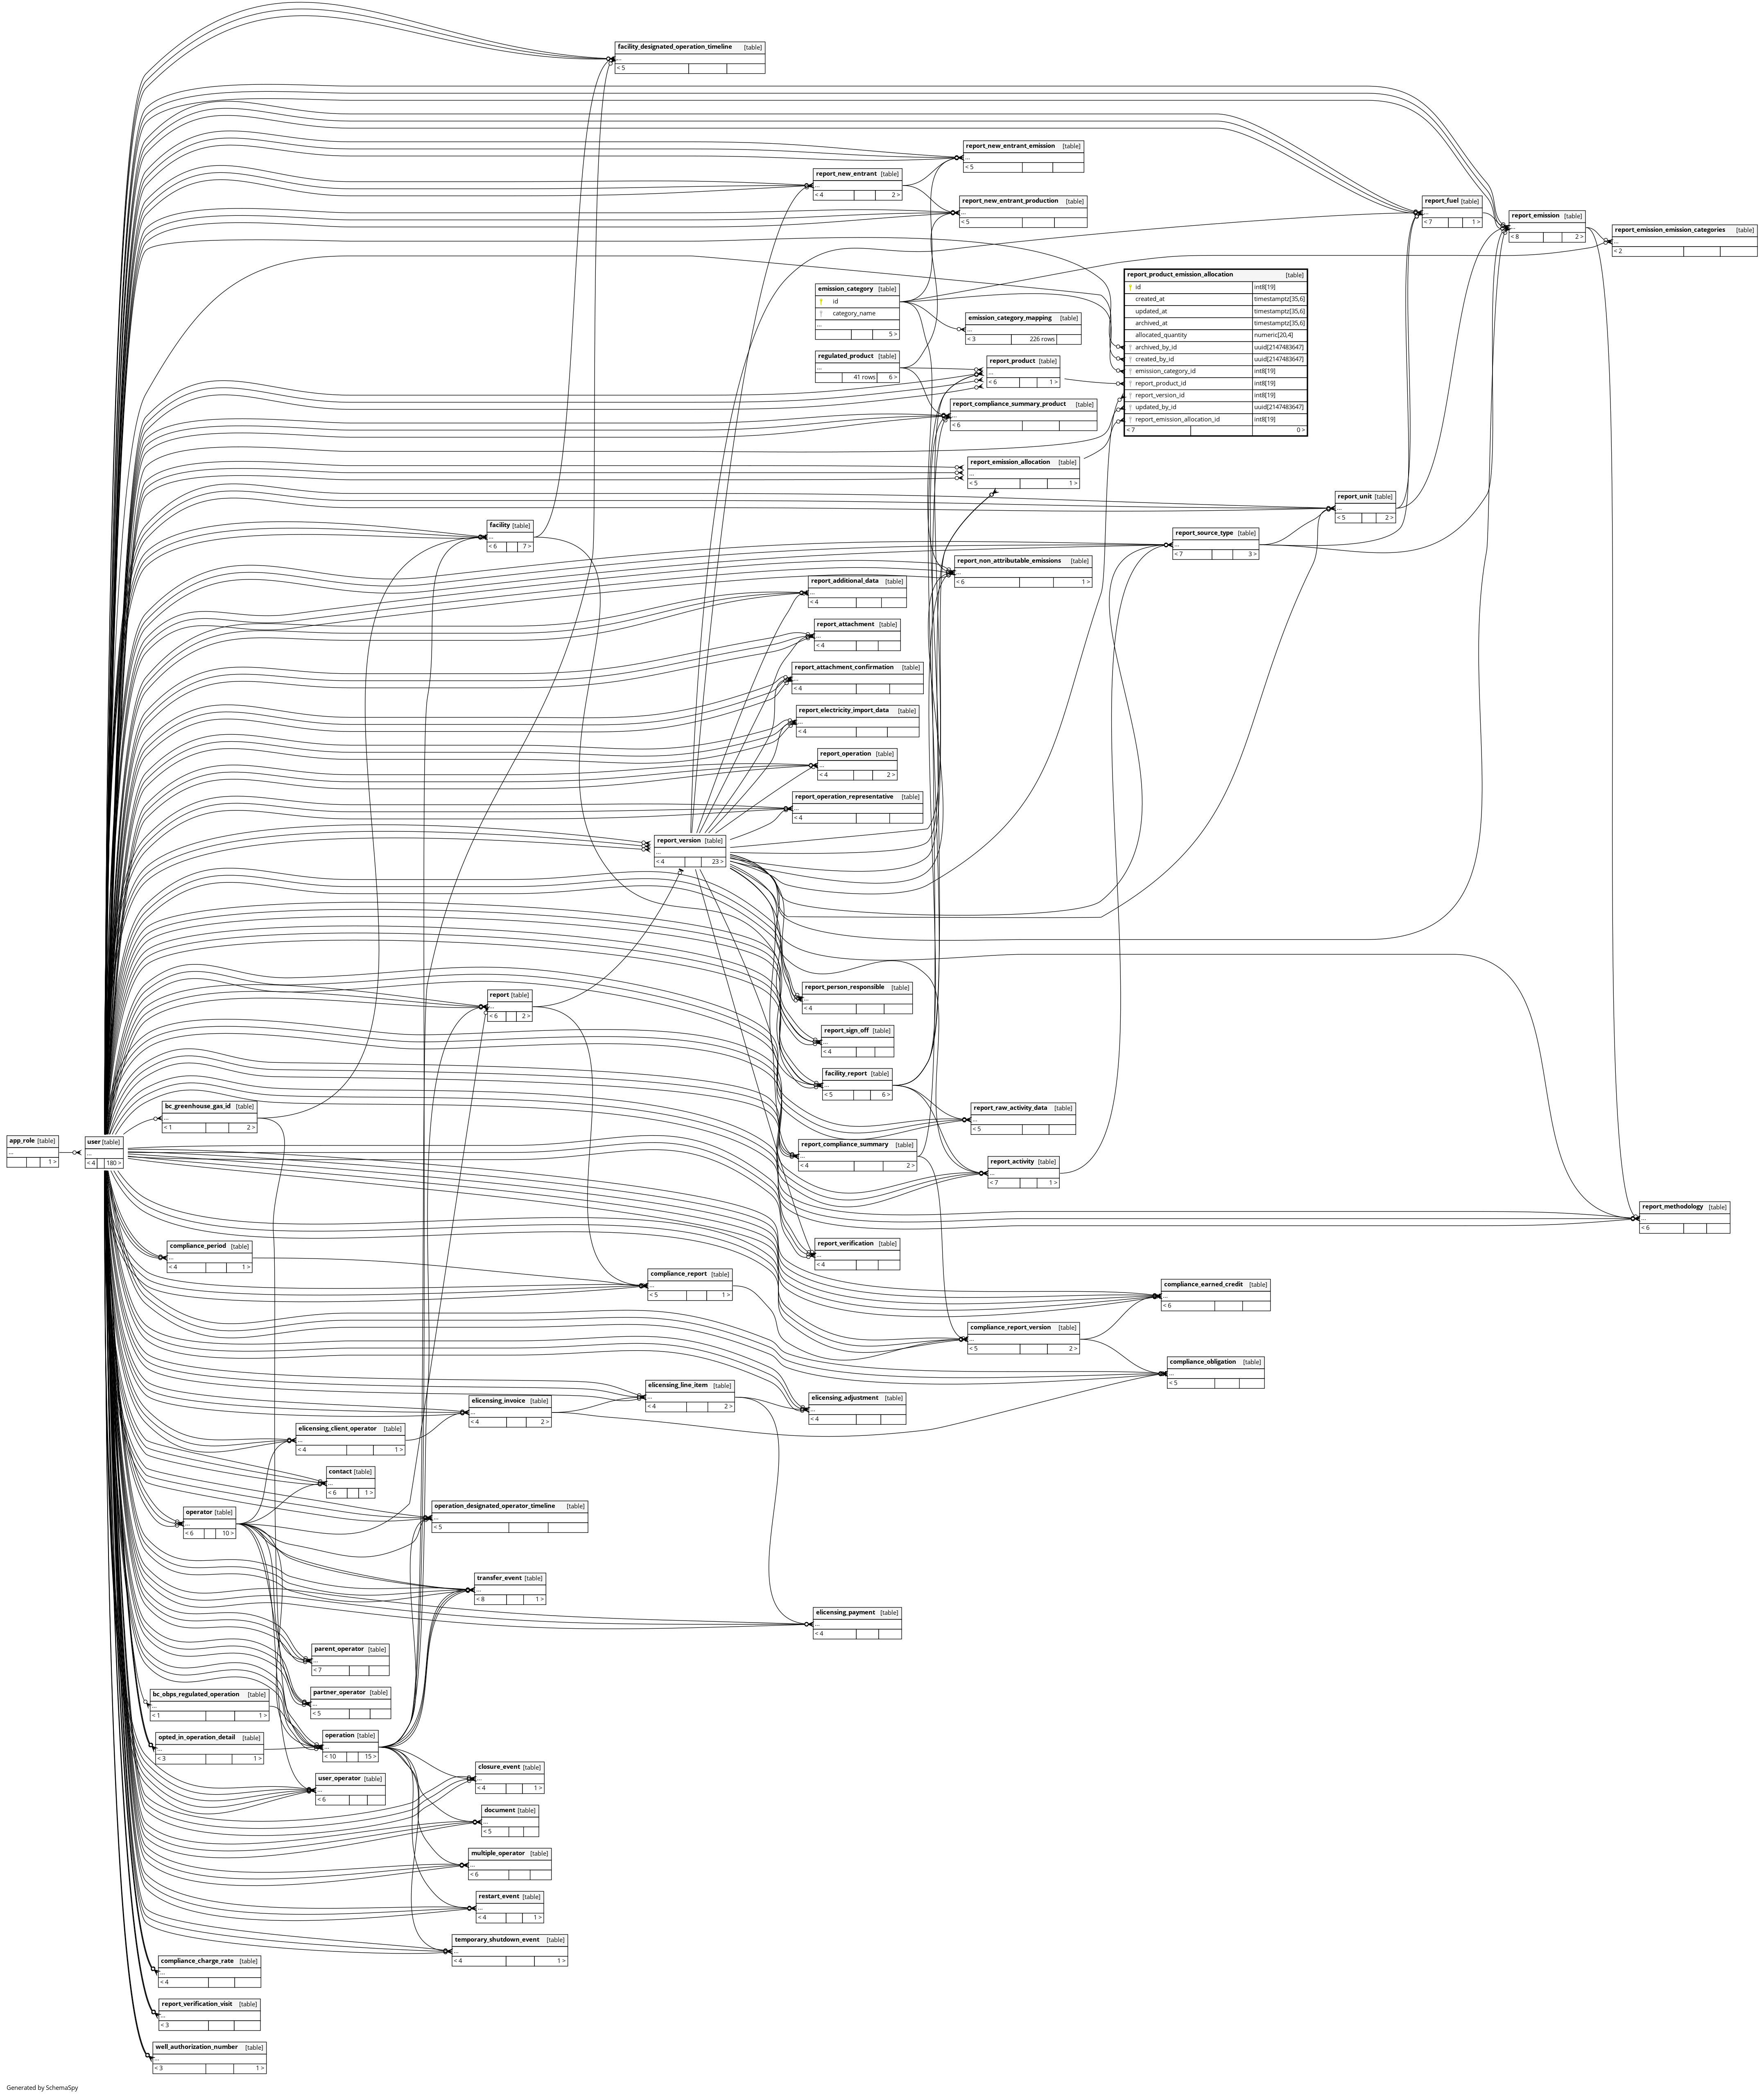 facility_designated_operation_timeline [table]
...
< 5
report_new_entrant_emission [table]
...
< 5
report_new_entrant [table]
...
< 4 2 >
report_new_entrant_production [table]
...
< 5
report_fuel [table]
...
< 7 1 >
report_emission [table]
...
< 8 2 >
report_emission_emission_categories [table]
...
< 2
report_product_emission_allocation [table]
id int8[19]
created_at timestamptz[35,6]
updated_at timestamptz[35,6]
archived_at timestamptz[35,6]
allocated_quantity numeric[20,4]
archived_by_id uuid[2147483647]
created_by_id uuid[2147483647]
emission_category_id int8[19]
report_product_id int8[19]
report_version_id int8[19]
updated_by_id uuid[2147483647]
report_emission_allocation_id int8[19]
< 7 0 >
emission_category [table]
id
category_name
...
5 >
emission_category_mapping [table]
...
< 3 226 rows
regulated_product [table]
...
41 rows 6 >
report_product [table]
...
< 6 1 >
report_compliance_summary_product [table]
...
< 6
report_emission_allocation [table]
...
< 5 1 >
report_unit [table]
...
< 5 2 >
facility [table]
...
< 6 7 >
report_source_type [table]
...
< 7 3 >
report_non_attributable_emissions [table]
...
< 6 1 >
report_additional_data [table]
...
< 4
report_attachment [table]
...
< 4
report_attachment_confirmation [table]
...
< 4
report_electricity_import_data [table]
...
< 4
report_operation [table]
...
< 4 2 >
report_operation_representative [table]
...
< 4
report_version [table]
...
< 4 23 >
report_person_responsible [table]
...
< 4
report [table]
...
< 6 2 >
report_sign_off [table]
...
< 4
facility_report [table]
...
< 5 6 >
bc_greenhouse_gas_id [table]
...
< 1 2 >
report_raw_activity_data [table]
...
< 5
app_role [table]
...
1 >
user [table]
...
< 4 180 >
report_compliance_summary [table]
...
< 4 2 >
report_activity [table]
...
< 7 1 >
report_methodology [table]
...
< 6
compliance_period [table]
...
< 4 1 >
report_verification [table]
...
< 4
compliance_report [table]
...
< 5 1 >
compliance_earned_credit [table]
...
< 6
compliance_report_version [table]
...
< 5 2 >
compliance_obligation [table]
...
< 5
elicensing_line_item [table]
...
< 4 2 >
elicensing_invoice [table]
...
< 4 2 >
elicensing_adjustment [table]
...
< 4
elicensing_client_operator [table]
...
< 4 1 >
contact [table]
...
< 6 1 >
operator [table]
...
< 6 10 >
operation_designated_operator_timeline [table]
...
< 5
transfer_event [table]
...
< 8 1 >
elicensing_payment [table]
...
< 4
parent_operator [table]
...
< 7
bc_obps_regulated_operation [table]
...
< 1 1 >
partner_operator [table]
...
< 5
opted_in_operation_detail [table]
...
< 3 1 >
operation [table]
...
< 10 15 >
closure_event [table]
...
< 4 1 >
user_operator [table]
...
< 6
document [table]
...
< 5
multiple_operator [table]
...
< 6
restart_event [table]
...
< 4 1 >
temporary_shutdown_event [table]
...
< 4 1 >
compliance_charge_rate [table]
...
< 4
report_verification_visit [table]
...
< 3
well_authorization_number [table]
...
< 3 1 >
Generated by SchemaSpy